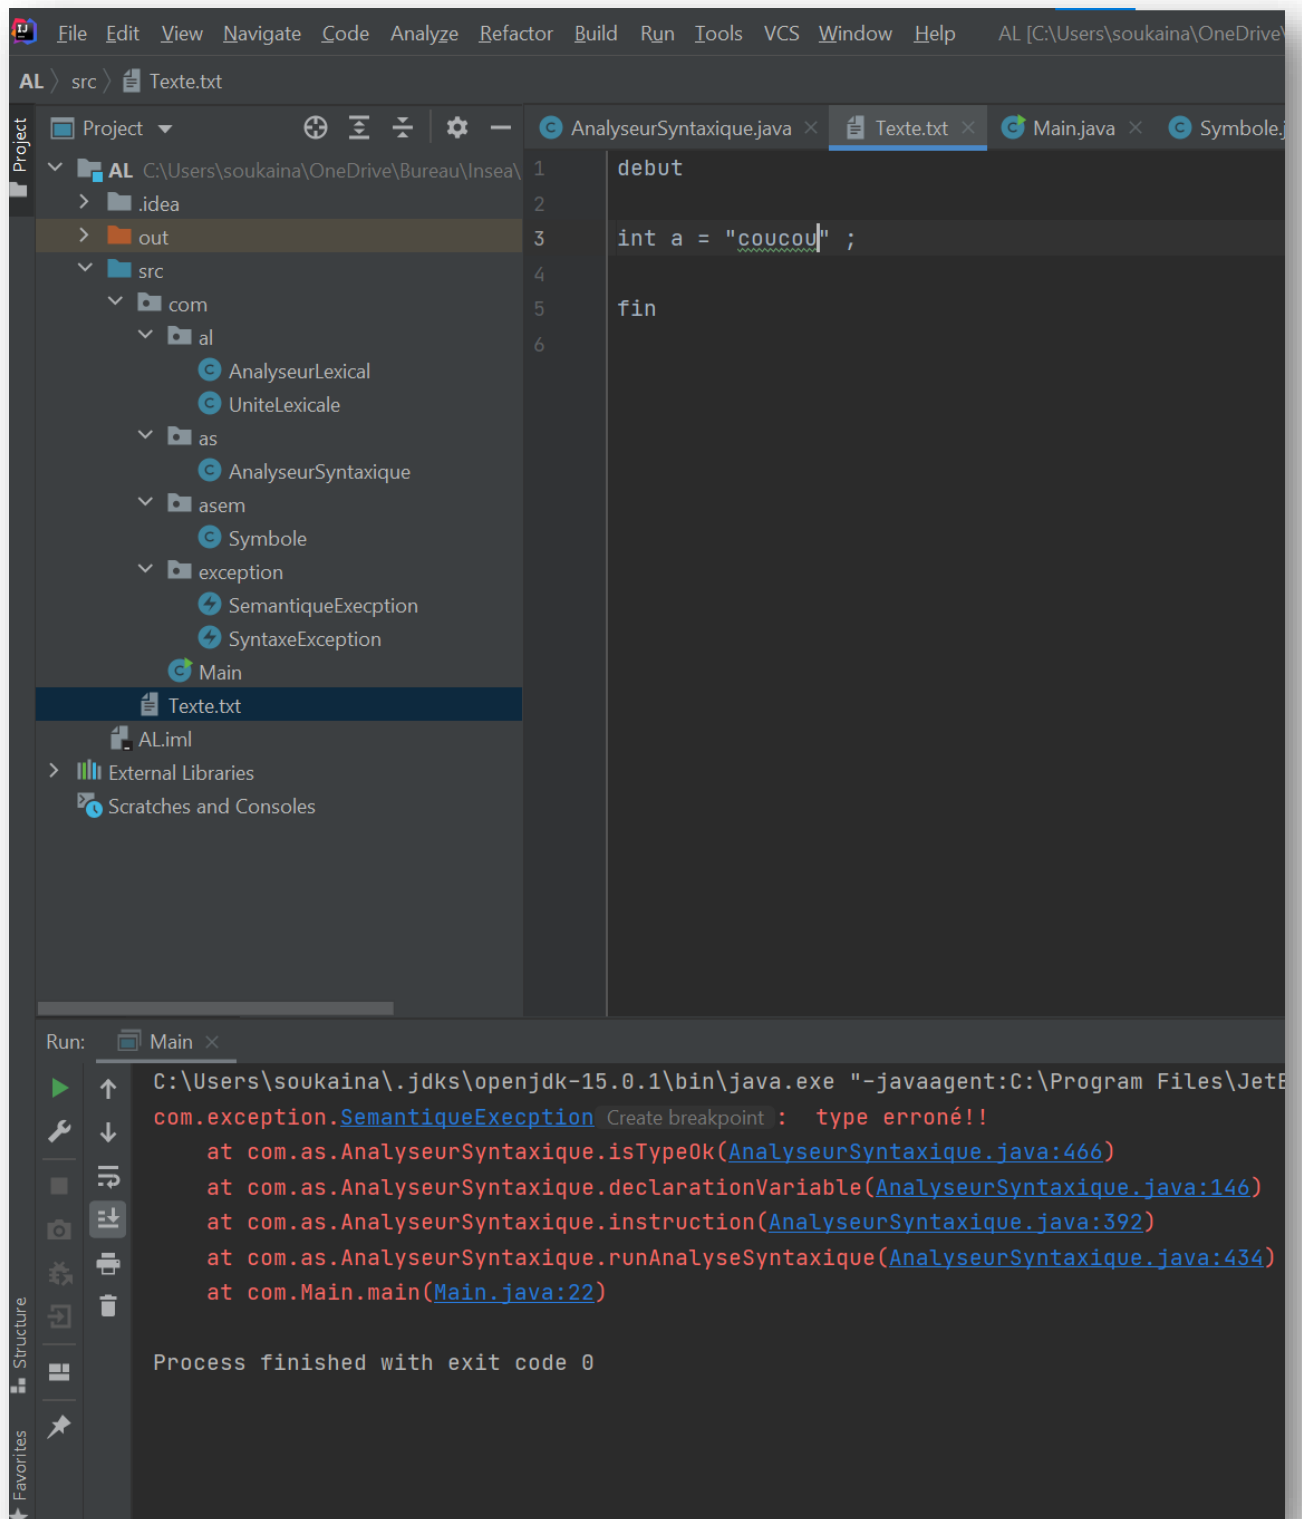 File Edit View Navigate Code Analyze Refactor Build Run Tools VCS Window Help AL [C:\Users\soukaina\OneDrive\
AL src Texte.txt
Project
Project
AnalyseurSyntaxique.java Texte.txt Main.java Symbole.j
AL C:\Users\soukaina\OneDrive\Bureau\Insea\
.idea
out
src
com
al
AnalyseurLexical
UniteLexicale
as
AnalyseurSyntaxique
asem
Symbole
exception
SemantiqueExecption
SyntaxeException
Main
Texte.txt
AL.iml
External Libraries
Scratches and Consoles
1 debut
2
3 int a = "coucou" ;
4
5 fin
6
Run: Main
C:\Users\soukaina\.jdks\openjdk-15.0.1\bin\java.exe "-javaagent:C:\Program Files\JetB
com.exception.SemantiqueExecption Create breakpoint : type erroné!!
at com.as.AnalyseurSyntaxique.isTypeOk(AnalyseurSyntaxique.java:466)
at com.as.AnalyseurSyntaxique.declarationVariable(AnalyseurSyntaxique.java:146)
at com.as.AnalyseurSyntaxique.instruction(AnalyseurSyntaxique.java:392)
at com.as.AnalyseurSyntaxique.runAnalyseSyntaxique(AnalyseurSyntaxique.java:434)
at com.Main.main(Main.java:22)
Process finished with exit code 0
Structure
Favorites